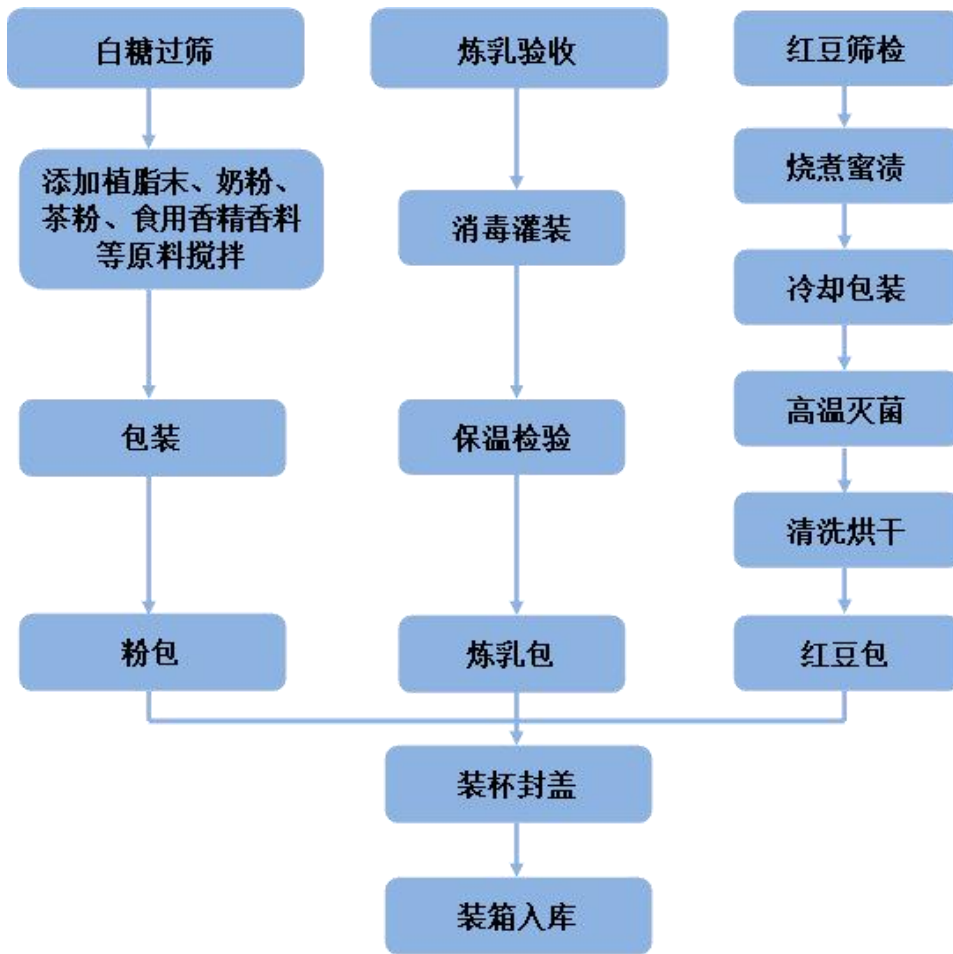 白糖过筛
添加植脂末、奶粉、
茶粉、食用香精香料
等原料搅拌
包装
粉包
炼乳验收
消毒灌装
保温检验
炼乳包
红豆筛检
烧煮蜜渍
冷却包装
高温灭菌
清洗烘干
红豆包
装杯封盖
装箱入库